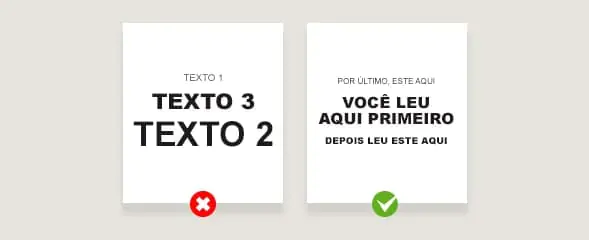 TEXTO 1
TEXTO 3
TEXTO 2
POR ÚLTIMO, ESTE AQUI
VOCÊ LEU
AQUI PRIMEIRO
DEPOIS LEU ESTE AQUI